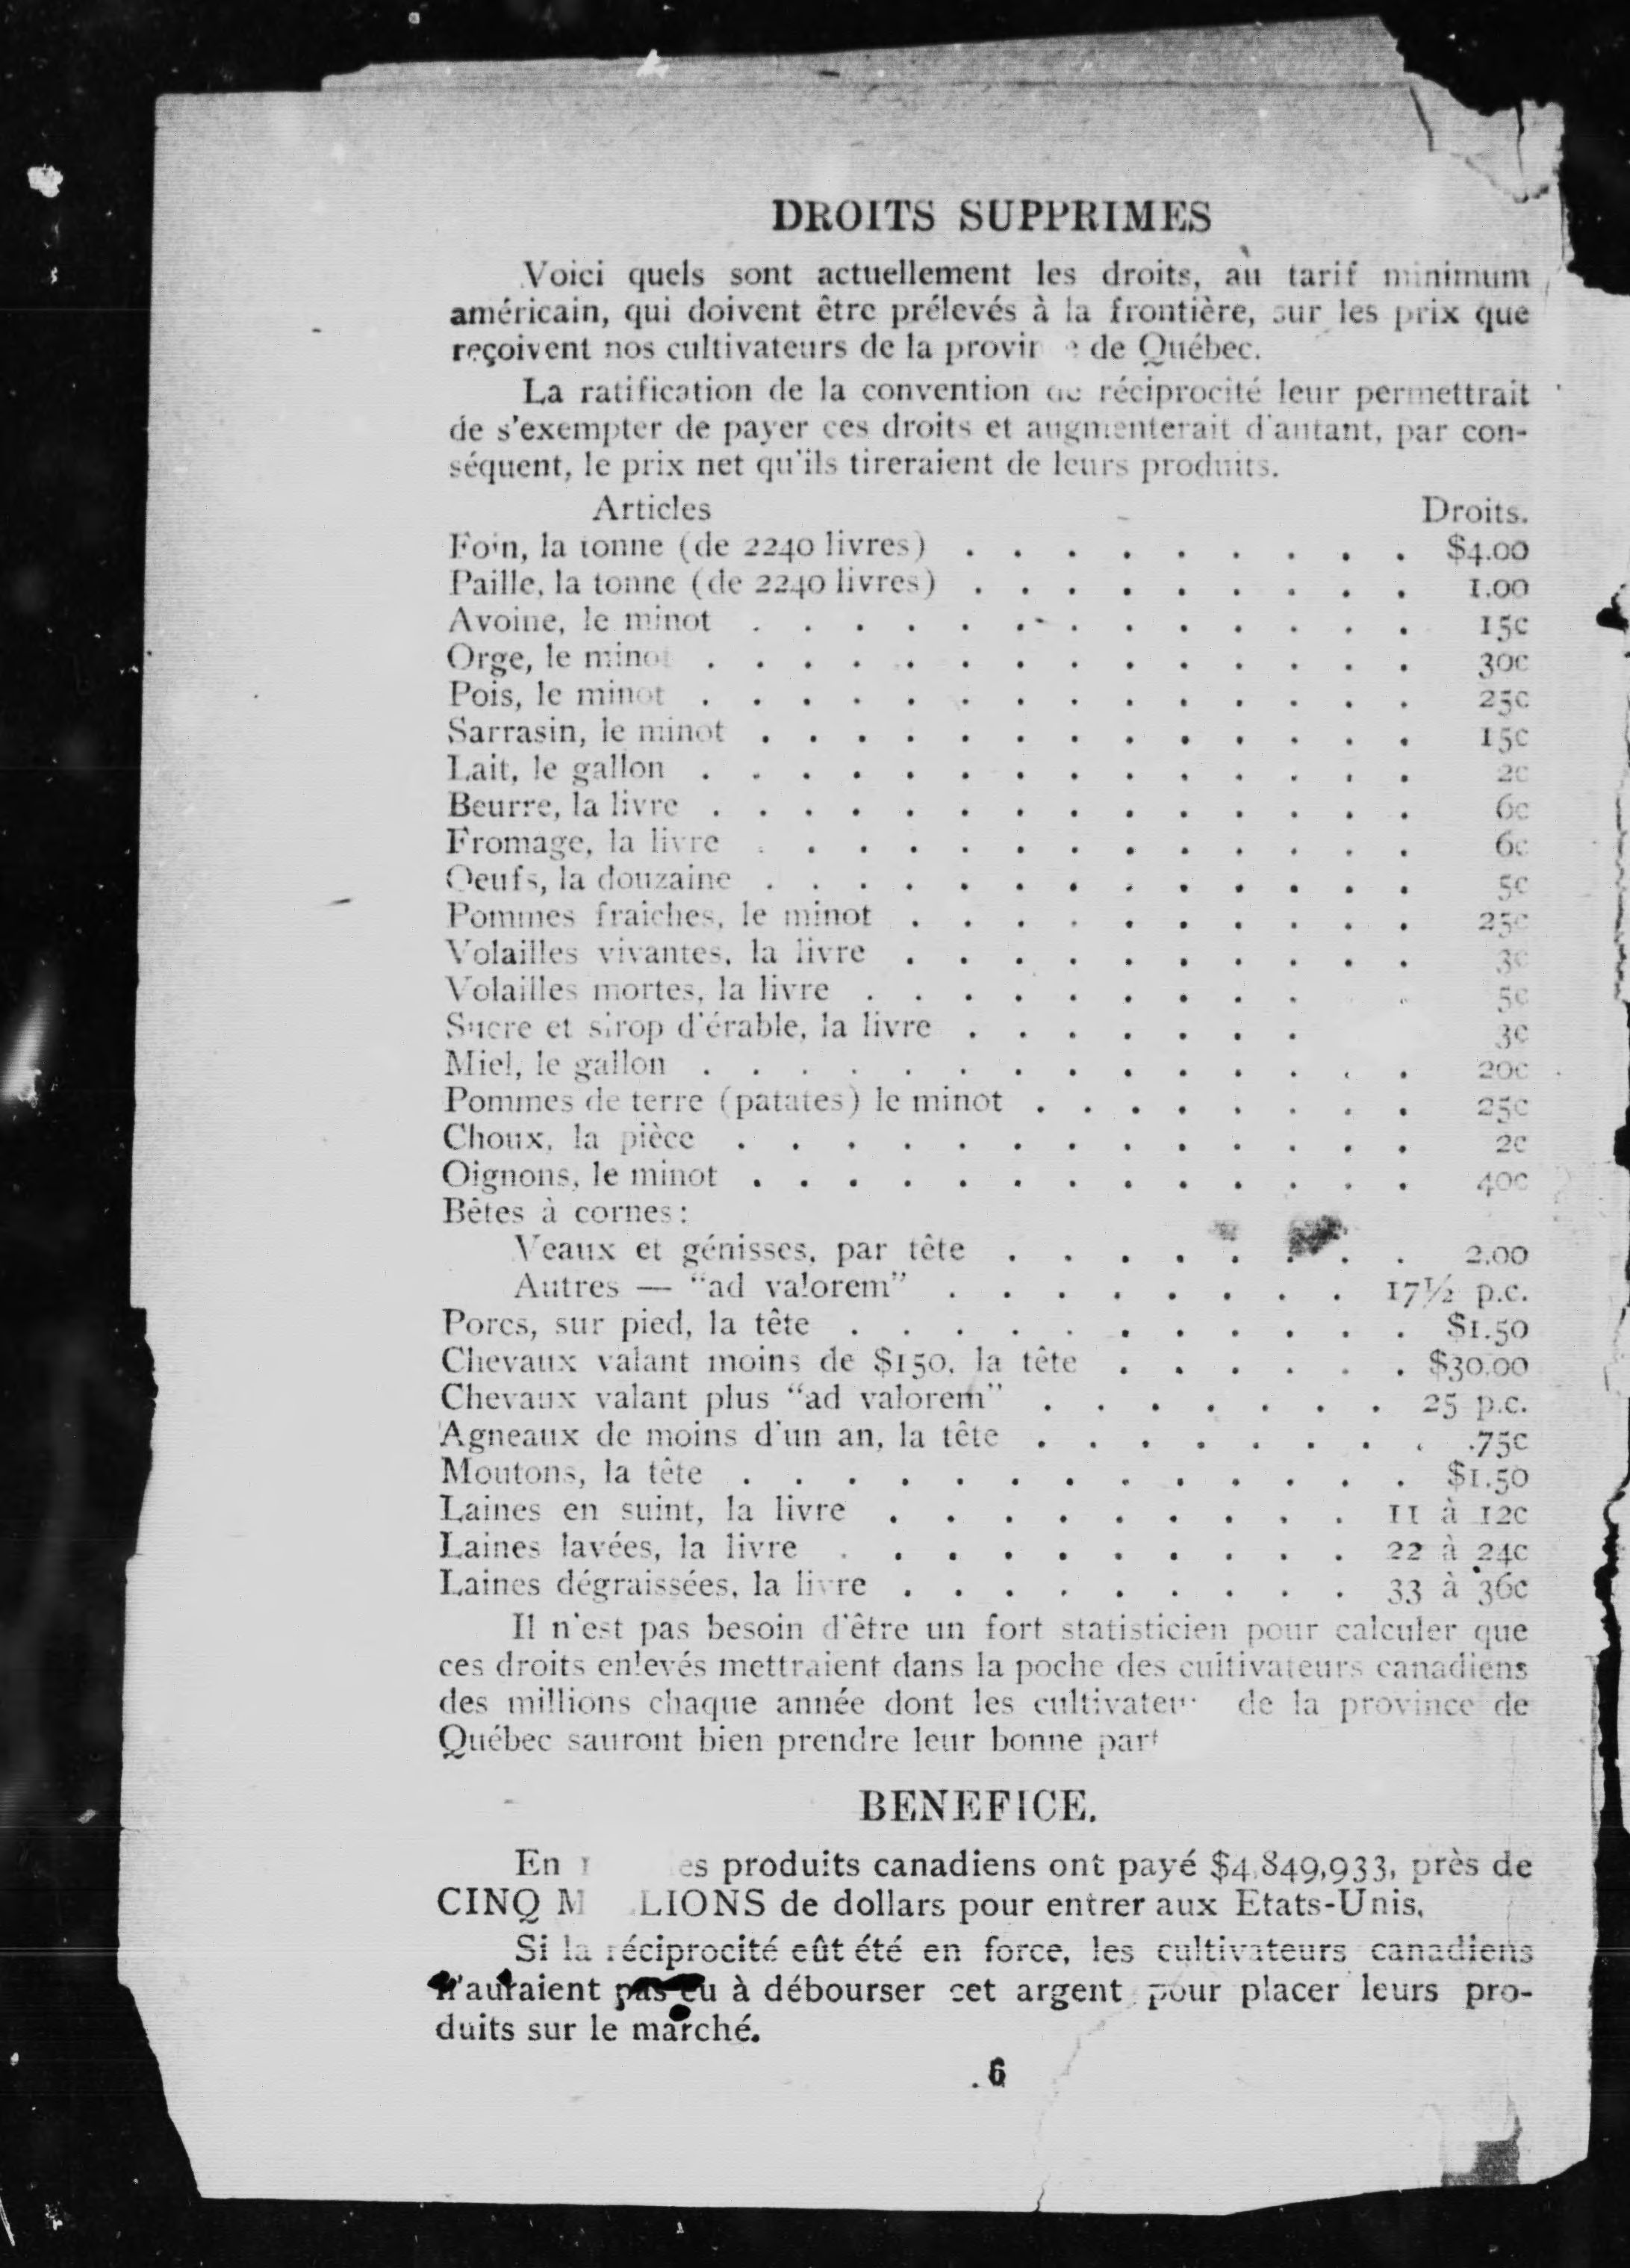 DROITS SUPPRIMES
Voici quels sont actuellement les droits, au tarif minimum
américain, qui doivent être prélevés à la frontière, sur les prix que
reçoivent nos cultivateurs de la de Québec.
La ratification de la convention de réciprocité leur permettrait
de s'exempter de payer ces droits et augmenterait d'autant, par con-
séquent, le prix net qu'ils tireraient de leurs produits.
Articles Droits.
Foin, la tonne (de 2240 livres) . . . . . . . . . $4.00
Paille, la tonne (de 2240 livres) . . . . . . . . . 1.00
Avoine, le minot . . . . . . . . . . . . . 15c
Orge, le minot . . . . . . . . . . . . . . 30c
Pois, le minot . . . . . . . . . . . . . . 25c
Sarrasin, le minot . . . . . . . . . . . . . 15c
Lait, le gallon . . . . . . . . . . . . . . 2c
Beurre, la livre . . . . . . . . . . . . . . 6c
Fromage, la livre . . . . . . . . . . . . . 6c
Oeufs, la douzaine . . . . . . . . . . . . . 5c
Pommes fraiches, le minot . . . . . . . . . . 25c
Volailles vivantes, la livre . . . . . . . . . . 3c
Volailles mortes, la livre . . . . . . . . . . 5c
Sucre et sirop d'érable, la livre . . . . . . . 3c
Miel, le gallon . . . . . . . . . . . . . . 20c
Pommes de terre (patates) le minot . . . . . . . . 25c
Choux, la pièce . . . . . . . . . . . . . 2c
Oignons, le minot . . . . . . . . . . . . . 40c
Bêtes à cornes:
Veaux et génisses, par tête . . . . . . . . 2.00
Autres — "ad valorem" . . . . . . . . 17½ p.c.
Porcs, sur pied, la tête . . . . . . . . . . . $1.50
Chevaux valant moins de $150, la tête . . . . . . $30.00
Chevaux valant plus "ad valorem" . . . . . . . 25 p.c.
Agneaux de moins d'un an, la tête . . . . . . . . .75c
Moutons, la tête . . . . . . . . . . . . . $1.50
Laines en suint, la livre . . . . . . . . . 11 à 12c
Laines lavées, la livre . . . . . . . . . . 22 à 24c
Laines dégraissées, la livre . . . . . . . . . 33 à 36c
Il n'est pas besoin d'être un fort statisticien pour calculer que
ces droits enlevés mettraient dans la poche des cultivateurs canadiens
des millions chaque année dont les de la province de
Québec sauront bien prendre leur bonne part
BENEFICE.
En produits canadiens ont payé $4,849,933, près de
CINQ de dollars pour entrer aux Etats-Unis.
Si la réciprocité eût été en force, les cultivateurs canadiens
n'auraient pas eu à débourser cet argent pour placer leurs pro-
duits sur le marché.
6